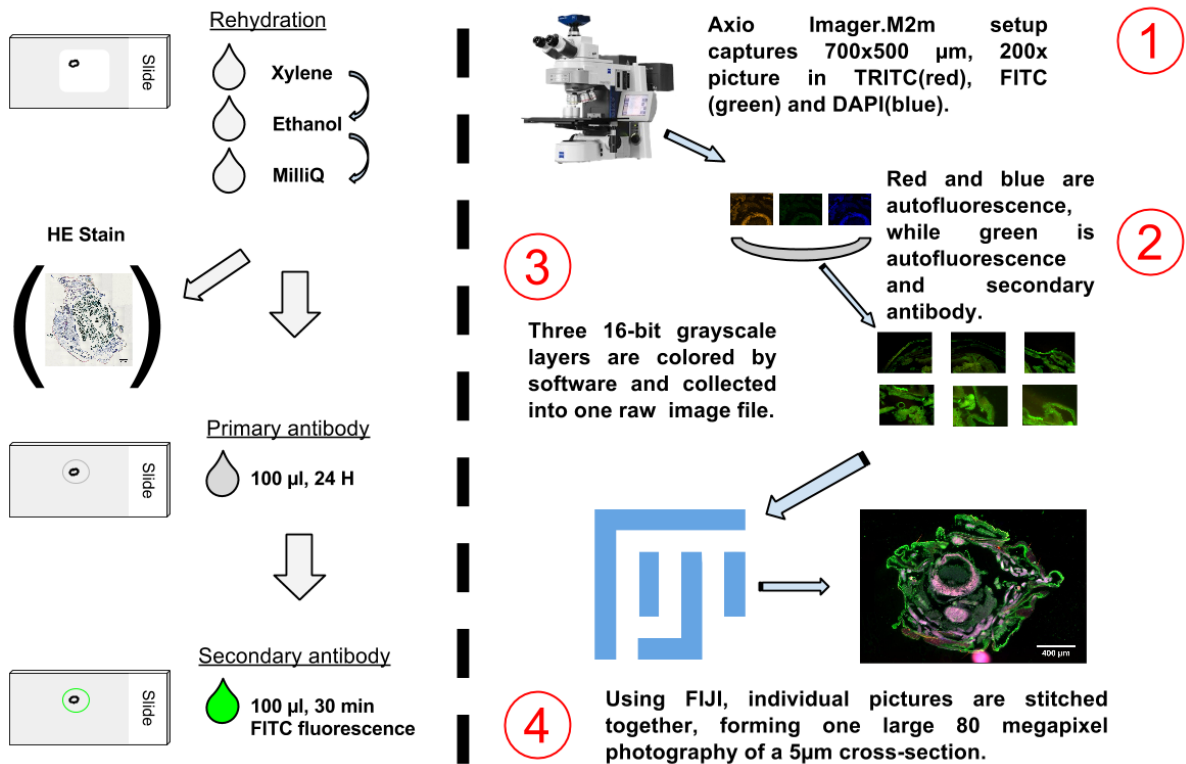 Rehydration
Slide
Xylene
Ethanol
MilliQ
HE Stain
Primary antibody
Slide
100 µl, 24 H
Secondary antibody
Slide
100 µl, 30 min
FITC fluorescence
Axio Imager.M2m setup
captures 700x500 µm, 200x
picture in TRITC(red), FITC
(green) and DAPI(blue).
1
Red and blue are
autofluorescence,
while green is
autofluorescence
and secondary
antibody.
2
3
Three 16-bit grayscale
layers are colored by
software and collected
into one raw image file.
400 µm
4
Using FIJI, individual pictures are stitched
together, forming one large 80 megapixel
photography of a 5µm cross-section.